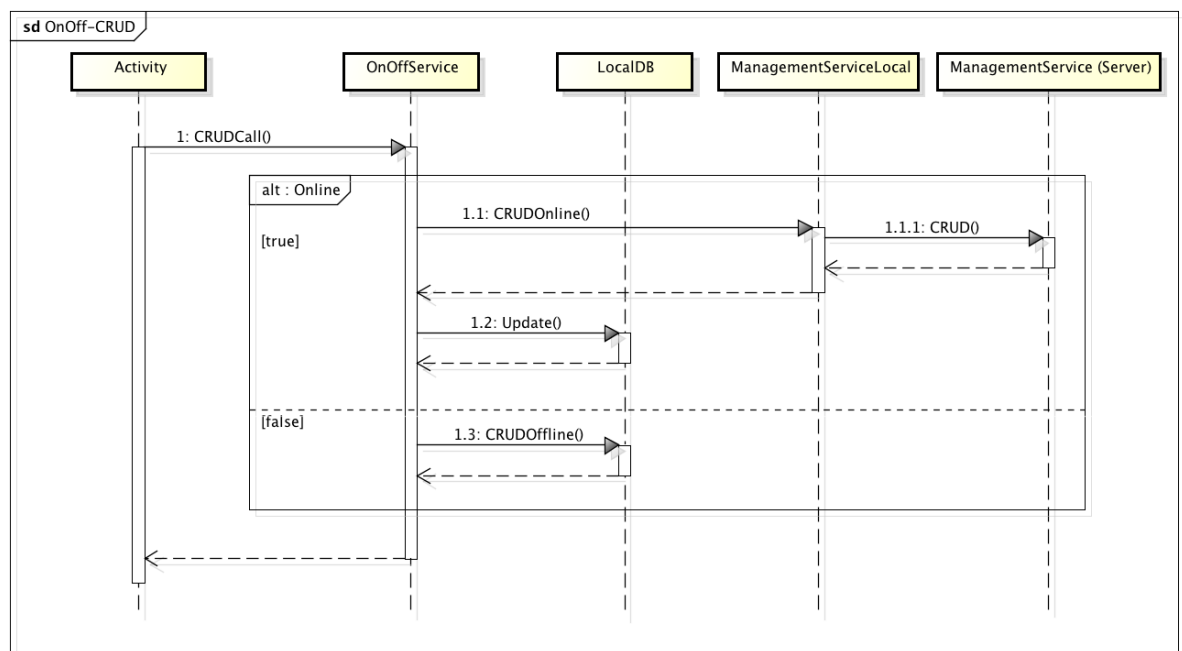 sd OnOff-CRUD
Activity
OnOffService
LocalDB
ManagementServiceLocal
ManagementService (Server)
1: CRUDCall()
alt : Online
1.1: CRUDOnline()
1.1.1: CRUD()
[true]
1.2: Update()
[false]
1.3: CRUDOffline()